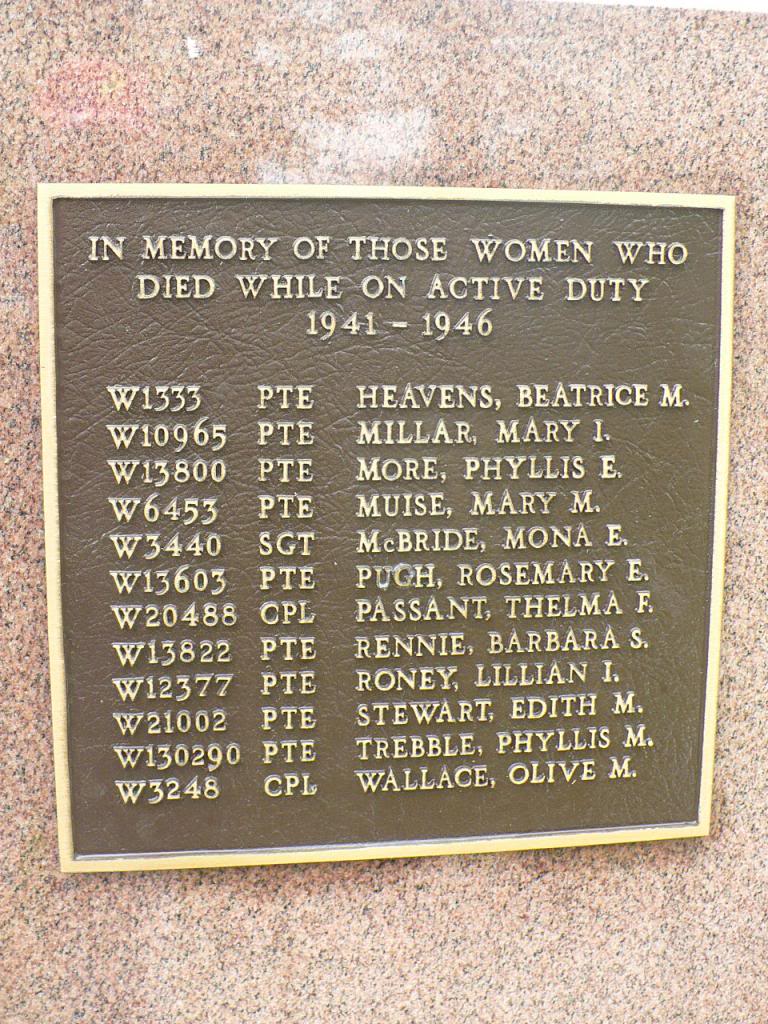 IN MEMORY OF THOSE WOMEN WHO
DIED WHILE ON ACTIVE DUTY
1941 – 1946
W1333 PTE HEAVENS, BEATRICE M.
W10965 PTE MILLAR, MARY I.
W13800 PTE MORE, PHYLLIS E.
W6453 PTE MUISE, MARY M.
W3440 SGT McBRIDE, MONA E.
W13603 PTE PUGH, ROSEMARY E.
W20488 CPL PASSANT, THELMA F.
W13822 PTE RENNIE, BARBARA S.
W12377 PTE RONEY, LILLIAN I.
W21002 PTE STEWART, EDITH M.
W130290 PTE TREBBLE, PHYLLIS M.
W3248 CPL WALLACE, OLIVE M.